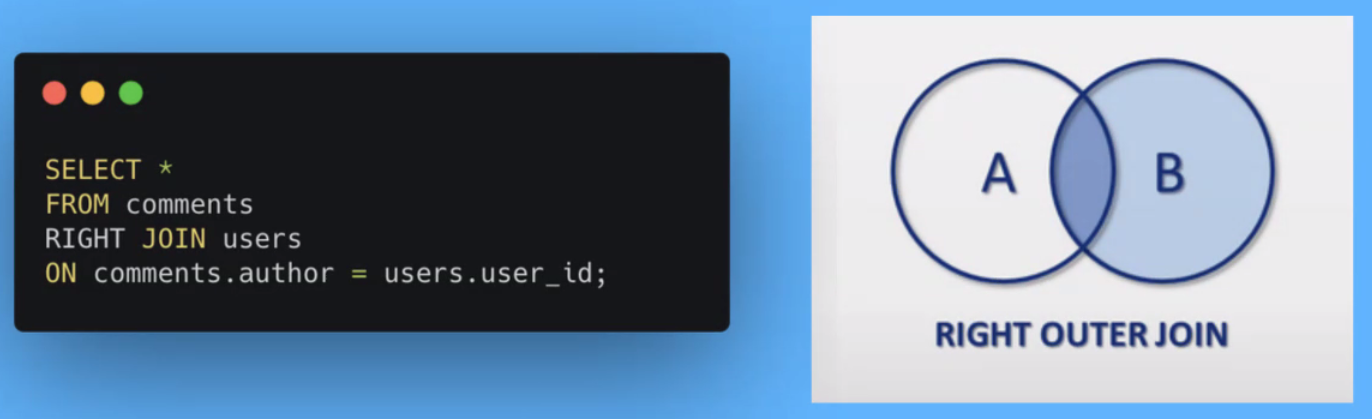 SELECT *
FROM comments
RIGHT JOIN users
ON comments.author = users.user_id;
A
B
RIGHT OUTER JOIN